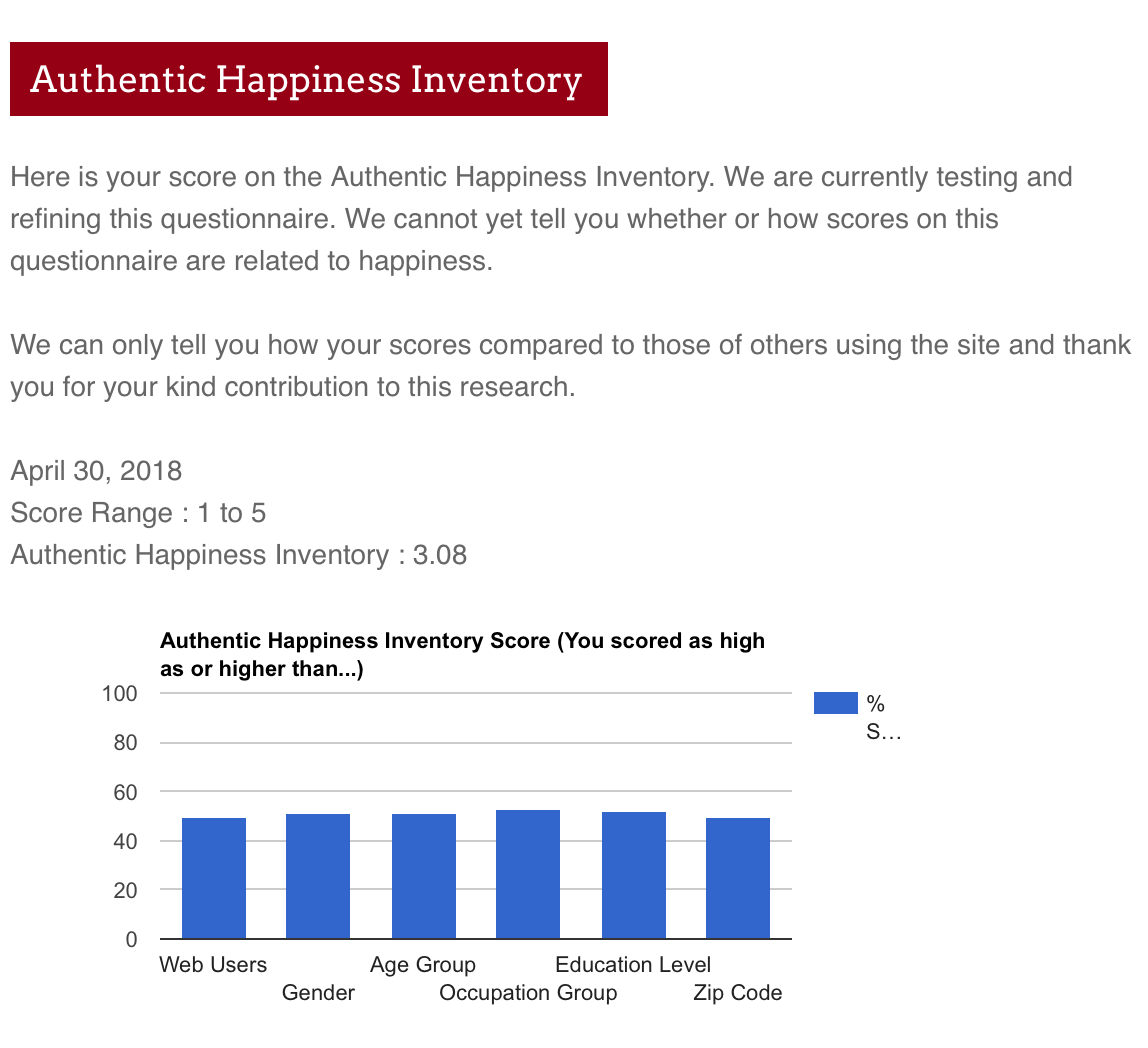 Authentic Happiness Inventory
Here is your score on the Authentic Happiness Inventory. We are currently testing and
refining this questionnaire. We cannot yet tell you whether or how scores on this
questionnaire are related to happiness.
We can only tell you how your scores compared to those of others using the site and thank
you for your kind contribution to this research.
April 30, 2018
Score Range : 1 to 5
Authentic Happiness Inventory : 3.08
Authentic Happiness Inventory Score (You scored as high
as or higher than...)
100
80
60
40
20
0
%
S...
Web Users
Gender
Age Group
Occupation Group
Education Level
Zip Code